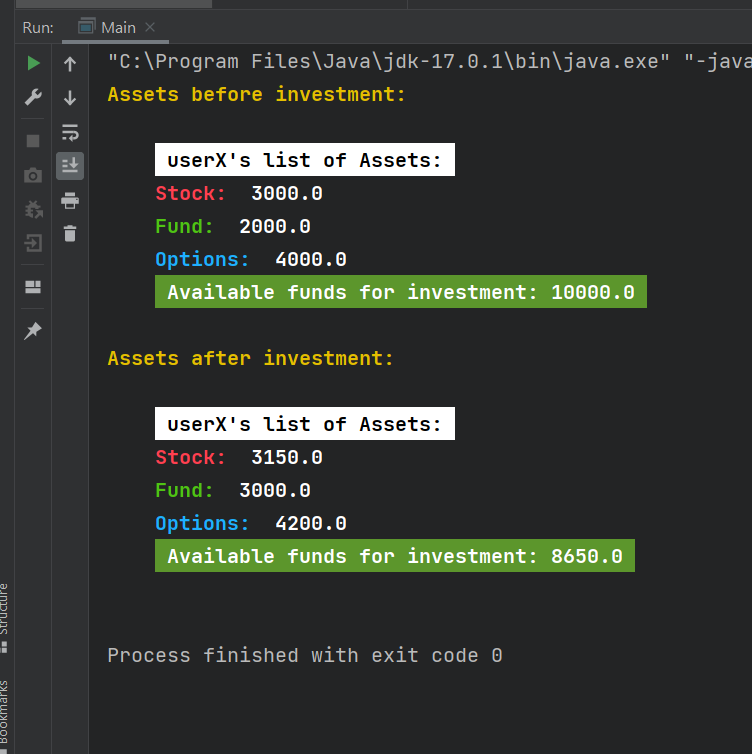 Run: Main
"C:\Program Files\Java\jdk-17.0.1\bin\java.exe" "-java
Assets before investment:
userX's list of Assets:
Stock: 3000.0
Fund: 2000.0
Options: 4000.0
Available funds for investment: 10000.0
Assets after investment:
userX's list of Assets:
Stock: 3150.0
Fund: 3000.0
Options: 4200.0
Available funds for investment: 8650.0
Process finished with exit code 0
Structure
Bookmarks